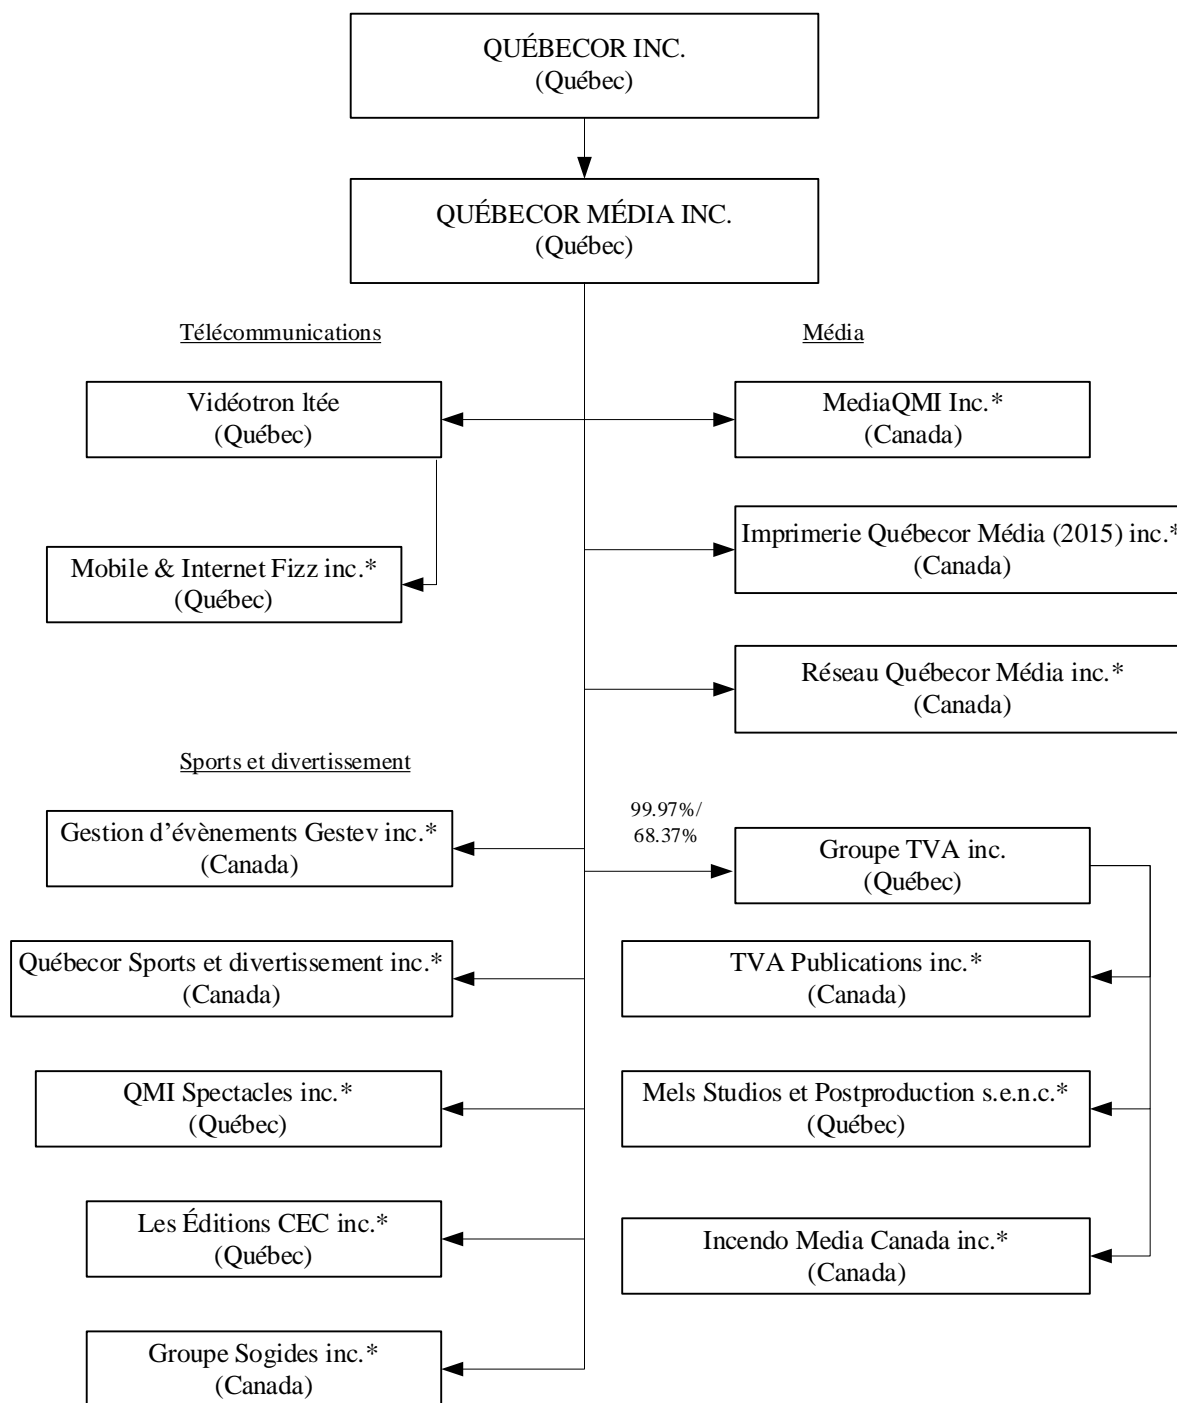 QUÉBECOR INC.
(Québec)
QUÉBECOR MÉDIA INC.
(Québec)
Télécommunications
Média
Vidéotron ltée
(Québec)
MediaQMI Inc.*
(Canada)
Imprimerie Québecor Média (2015) inc.*
(Canada)
Mobile & Internet Fizz inc.*
(Québec)
Réseau Québecor Média inc.*
(Canada)
Sports et divertissement
99.97%/
68.37%
Gestion d’évènements Gestev inc.*
(Canada)
Groupe TVA inc.
(Québec)
Québecor Sports et divertissement inc.*
(Canada)
TVA Publications inc.*
(Canada)
QMI Spectacles inc.*
(Québec)
Mels Studios et Postproduction s.e.n.c.*
(Québec)
Les Éditions CEC inc.*
(Québec)
Incendo Media Canada inc.*
(Canada)
Groupe Sogides inc.*
(Canada)